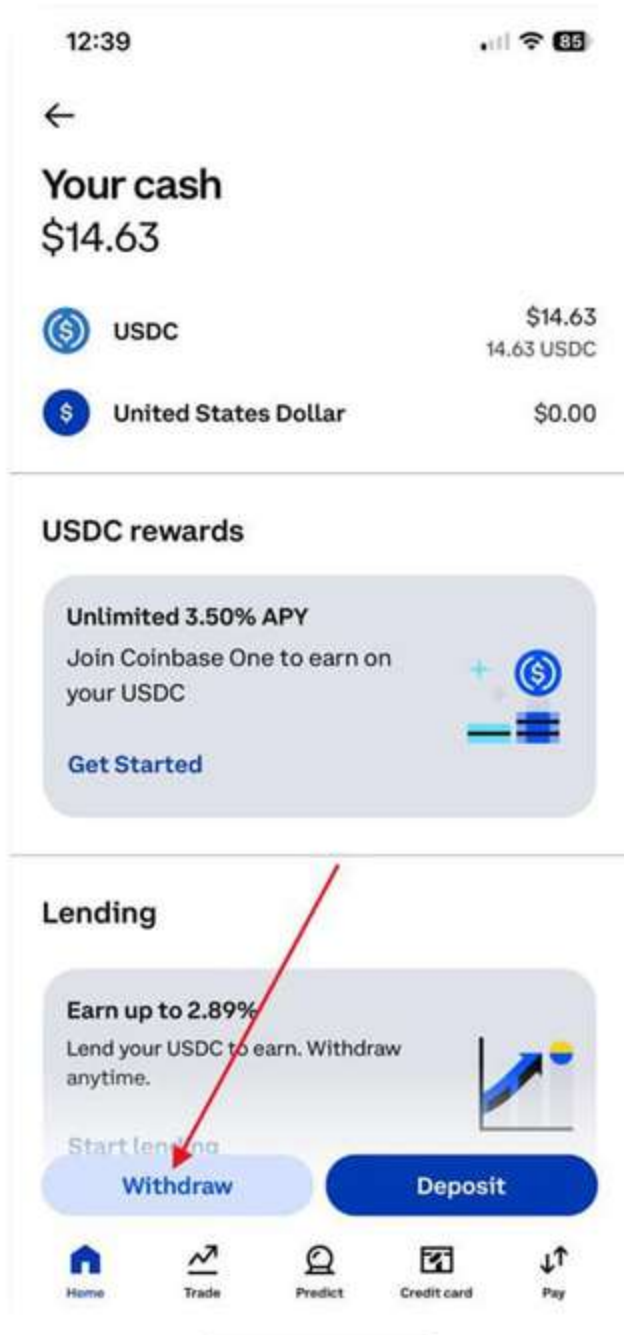 12:39
85
Your cash
$14.63
USDC
$14.63
14.63 USDC
United States Dollar
$0.00
USDC rewards
Unlimited 3.50% APY
Join Coinbase One to earn on
your USDC
Get Started
Lending
Earn up to 2.89%
Lend your USDC to earn. Withdraw
anytime.
Start lending
Withdraw
Deposit
Home
Trade
Predict
Credit card
Pay